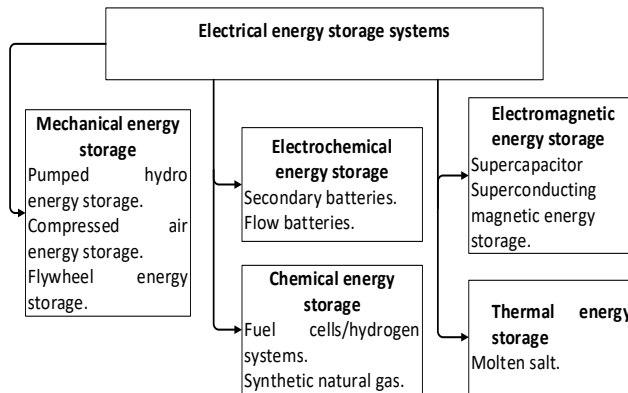 Electrical energy storage systems
Mechanical energy
storage
Pumped hydro
energy storage.
Compressed air
energy storage.
Flywheel energy
storage.
Electrochemical
energy storage
Secondary batteries.
Flow batteries.
Chemical energy
storage
Fuel cells/hydrogen
systems.
Synthetic natural gas.
Electromagnetic
energy storage
Supercapacitor
Superconducting
magnetic energy
storage.
Thermal energy
storage
Molten salt.